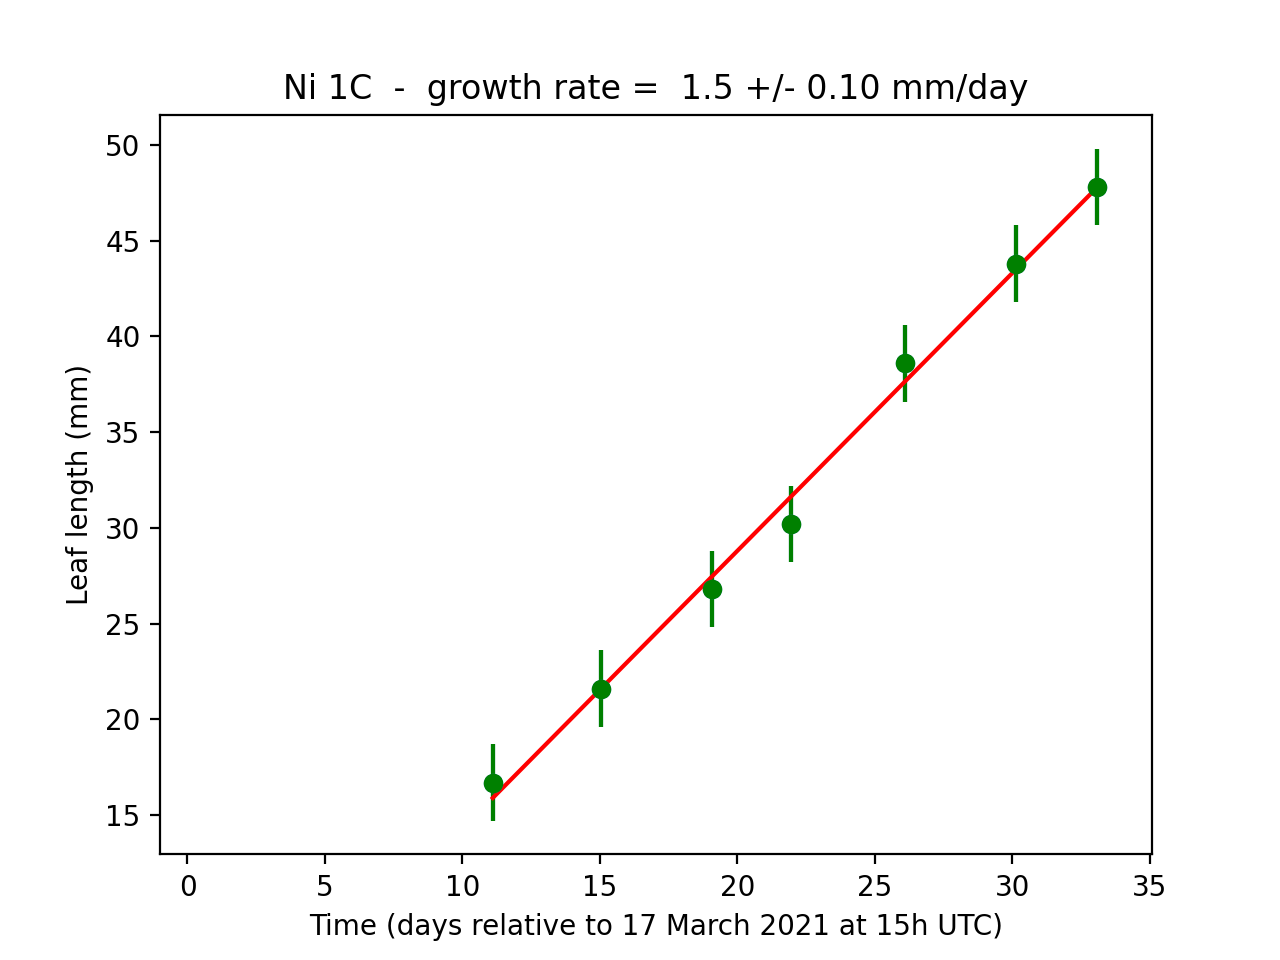 Ni 1C - growth rate = 1.5 +/- 0.10 mm/day
50
45
40
35
30
25
20
15
Leaf length (mm)
0 5 10 15 20 25 30 35
Time (days relative to 17 March 2021 at 15h UTC)